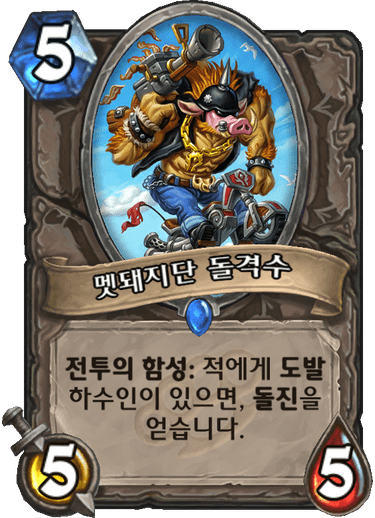 5
멧돼지단 돌격수
전투의 함성: 적에게 도발
하수인이 있으면, 돌진을
얻습니다.
5
5